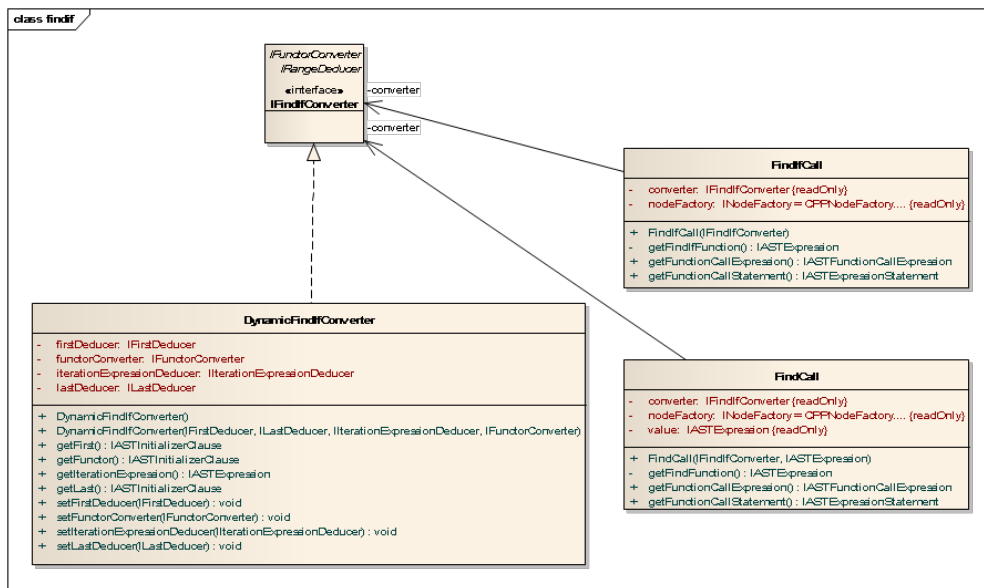 class findif
IFunctorConverter
IRangeDeducer
«interface»
IFindIfConverter
-converter
-converter
FindIfCall
- converter: IFindIfConverter {readOnly}
- nodeFactory: INodeFactory = CPPNodeFactory.... {readOnly}
+ FindIfCall(IFindIfConverter)
- getFindIfFunction() : IASTExpression
+ getFunctionCallExpression() : IASTFunctionCallExpression
+ getFunctionCallStatement() : IASTExpressionStatement
DynamicFindIfConverter
- firstDeducer: IFirstDeducer
- functorConverter: IFunctorConverter
- iterationExpressionDeducer: IIterationExpressionDeducer
- lastDeducer: ILastDeducer
+ DynamicFindIfConverter()
+ DynamicFindIfConverter(IFirstDeducer, ILastDeducer, IIterationExpressionDeducer, IFunctorConverter)
+ getFirst() : IASTInitializerClause
+ getFunctor() : IASTInitializerClause
+ getIterationExpression() : IASTExpression
+ getLast() : IASTInitializerClause
+ setFirstDeducer(IFirstDeducer) : void
+ setFunctorConverter(IFunctorConverter) : void
+ setIterationExpressionDeducer(IIterationExpressionDeducer) : void
+ setLastDeducer(ILastDeducer) : void
FindCall
- converter: IFindIfConverter {readOnly}
- nodeFactory: INodeFactory = CPPNodeFactory.... {readOnly}
- value: IASTExpression {readOnly}
+ FindCall(IFindIfConverter, IASTExpression)
- getFindFunction() : IASTExpression
+ getFunctionCallExpression() : IASTFunctionCallExpression
+ getFunctionCallStatement() : IASTExpressionStatement